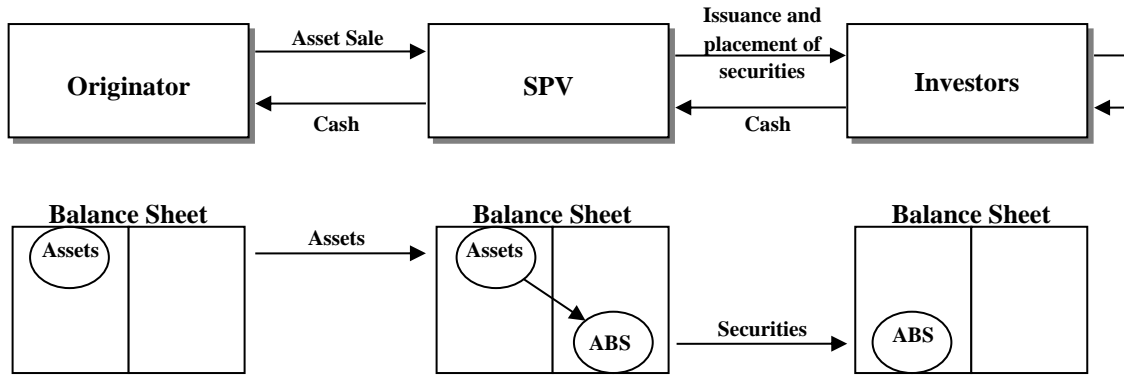 Issuance and
Asset Sale
placement of
securities
Originator
SPV
Investors
Cash
Cash
Balance Sheet
Balance Sheet
Balance Sheet
Assets
Assets
Assets
ABS
Securities
ABS